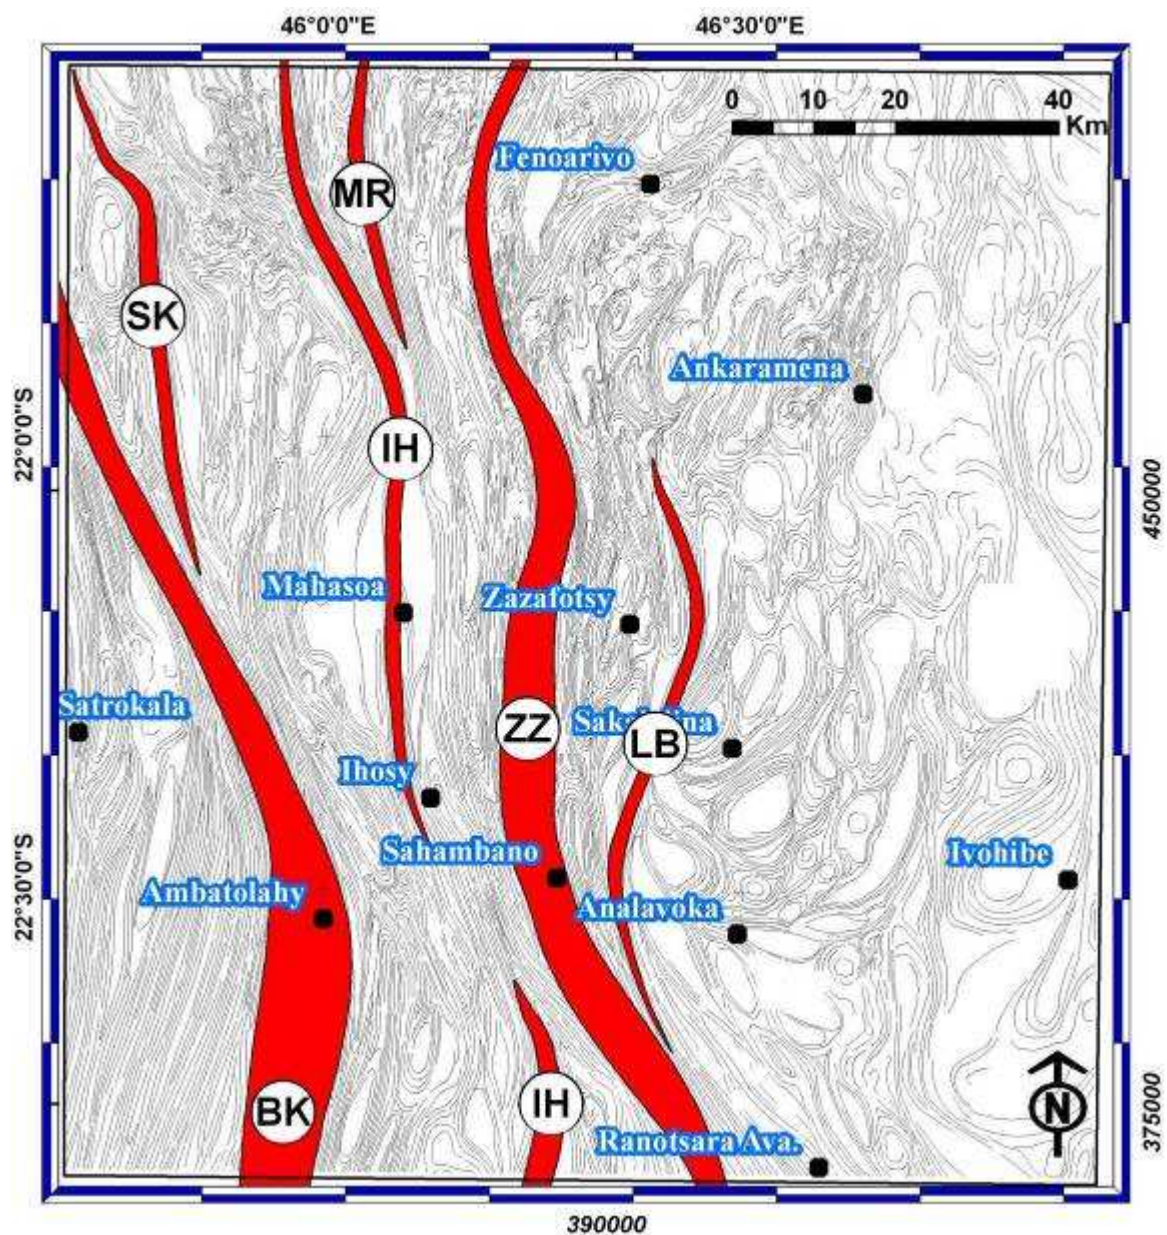 46°0'0"E
46°30'0"E
0 10 20 40
Km
Fenoarivo
MR
SK
Ankaramena
22°0'0"S
IH
450000
Mahasoa
Zazafotsy
Satrokala
ZZ
LB
Ihosy
Sahambano
Ivohibe
22°30'0"S
Ambatolahy
Analavoka
N
BK
IH
375000
Ranotsara Ava.
390000